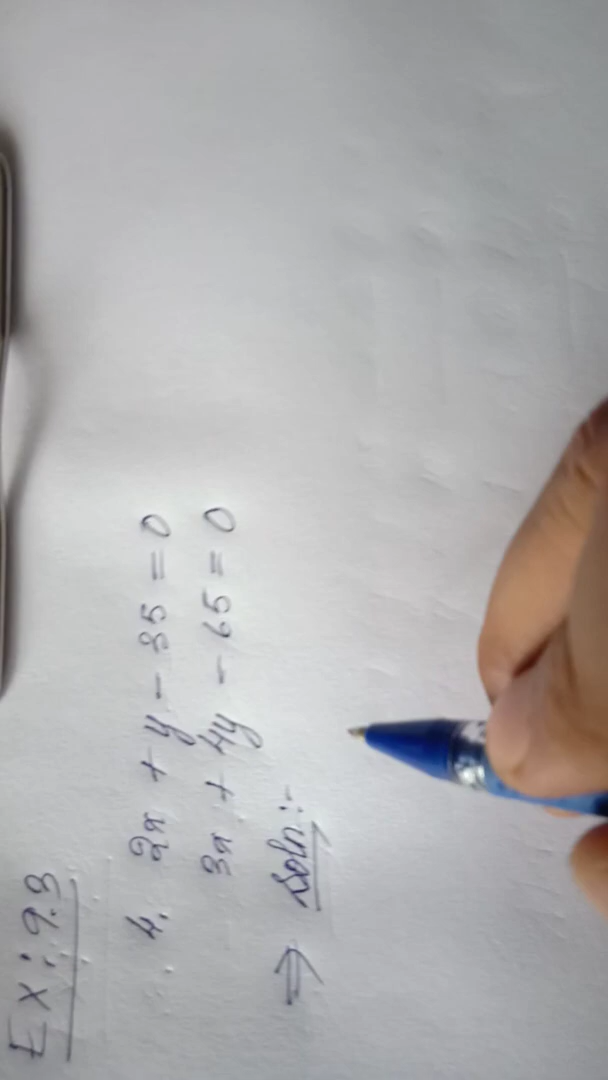 Ex: 9.3
4. 2x + y - 35 = 0
3x + 4y - 65 = 0
⇒ Soln:-